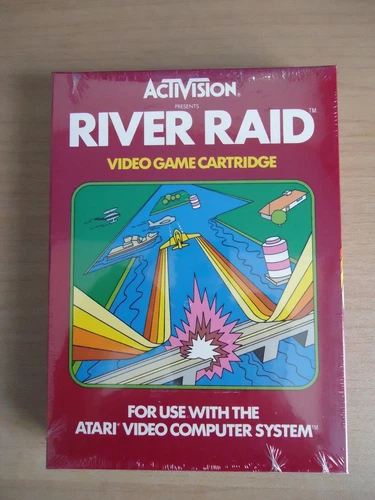 ACTIVISION®
PRESENTS
RIVER RAID™
VIDEO GAME CARTRIDGE
FOR USE WITH THE
ATARI® VIDEO COMPUTER SYSTEM™